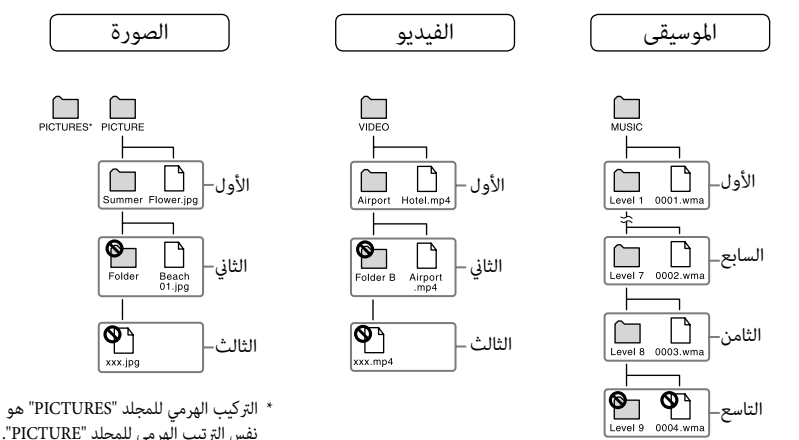 الموسيقى
MUSIC
Level 1 0001.wma
الأول
Level 7 0002.wma
السابع
Level 8 0003.wma
الثامن
Level 9 0004.wma
التاسع
الفيديو
VIDEO
Airport Hotel.mp4
الأول
Folder B Airport
.mp4
الثاني
xxx.mp4
الثالث
الصورة
PICTURES* PICTURE
Summer Flower.jpg
الأول
Folder Beach
01.jpg
الثاني
xxx.jpg
الثالث
* التركيب الهرمي للمجلد "PICTURES" هو
نفس الترتيب الهرمي للمجلد "PICTURE".